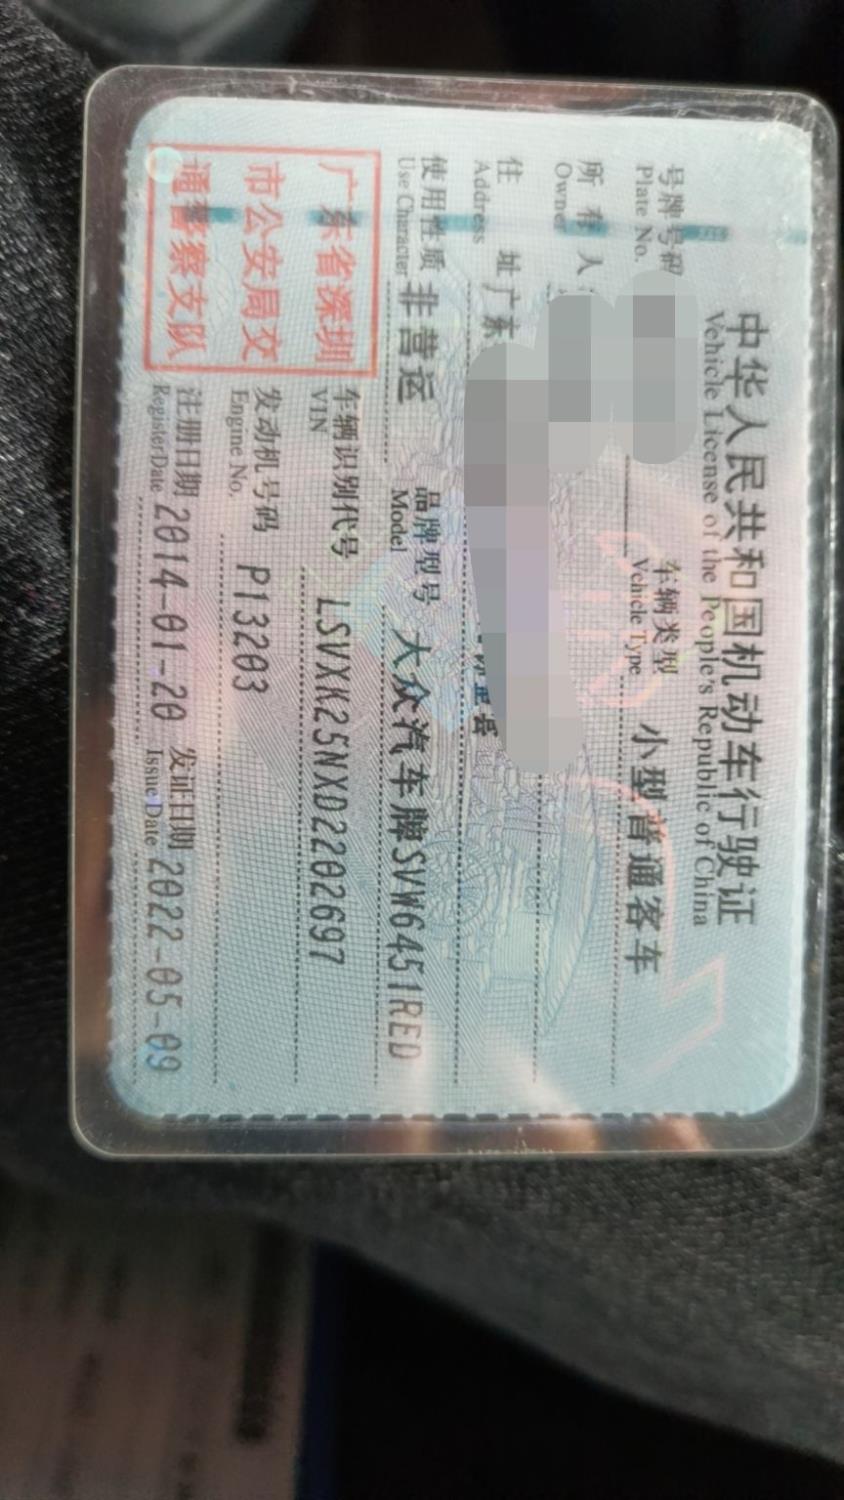 中华人民共和国机动车行驶证
Vehicle License of the People's Republic of China
号牌号码 车辆类型 小型普通客车
Plate No. Vehicle Type
所有人
Owner
住址 广东
Address
使用性质 非营运 品牌型号 大众汽车牌SVW6451RED
Use Character Model
广东省深圳
市公安局交
通警察支队
车辆识别代号 LSVXK25NXD2202697
VIN
发动机号码 P13203
Engine No.
注册日期 2014-01-20 发证日期 2022-05-09
Register Date Issue Date